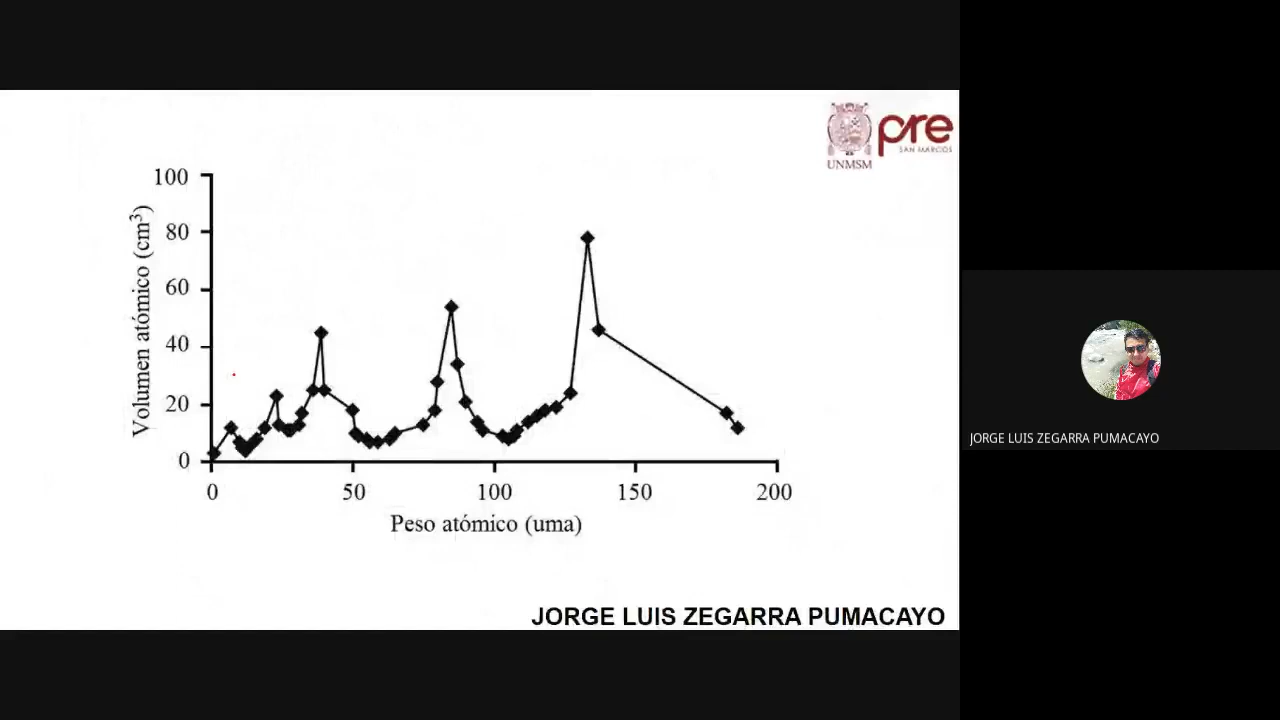 pre
SAN MARCOS
UNMSM
Volumen atómico (cm³)
100
80
60
40
20
0
0 50 100 150 200
Peso atómico (uma)
JORGE LUIS ZEGARRA PUMACAYO
JORGE LUIS ZEGARRA PUMACAYO